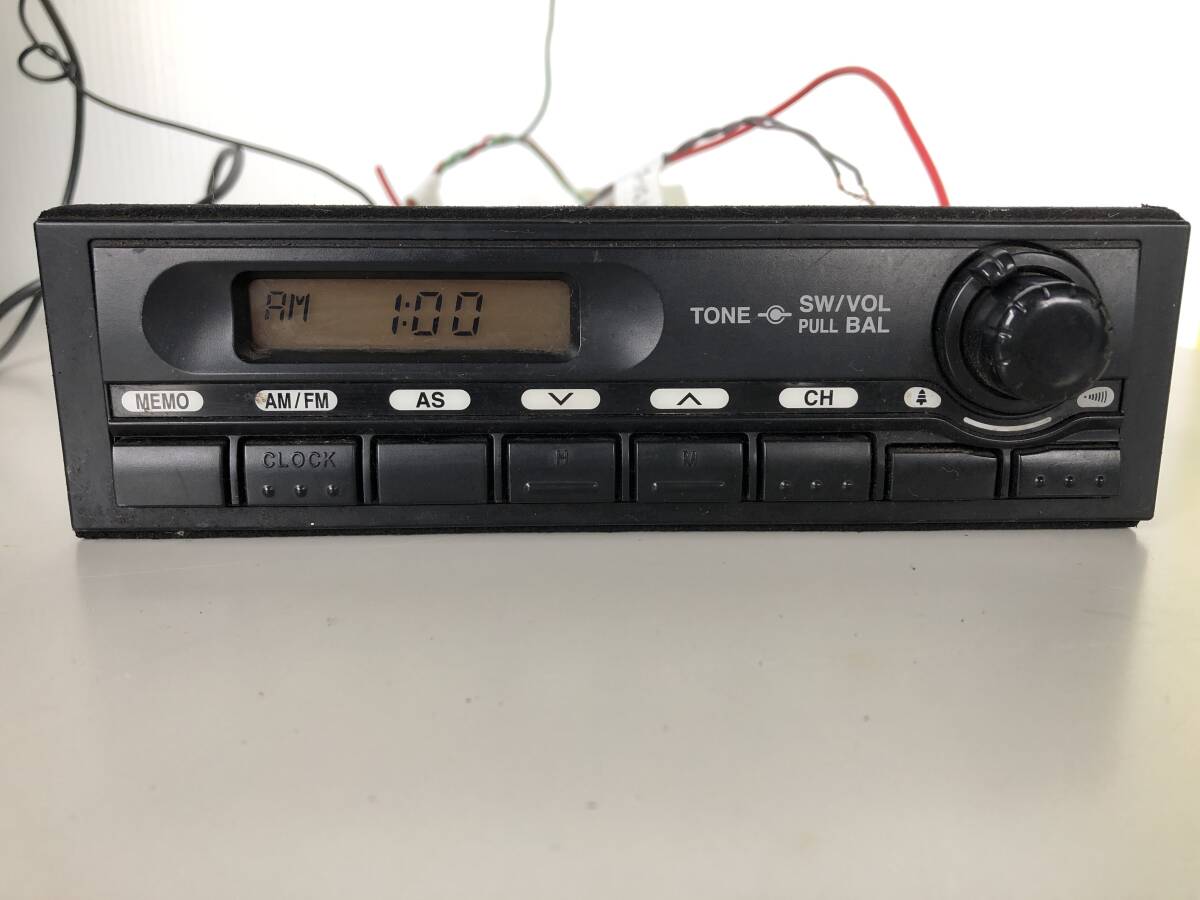 AM 1:00
TONE SW/VOL
PULL BAL
MEMO AM/FM AS CH
CLOCK H M